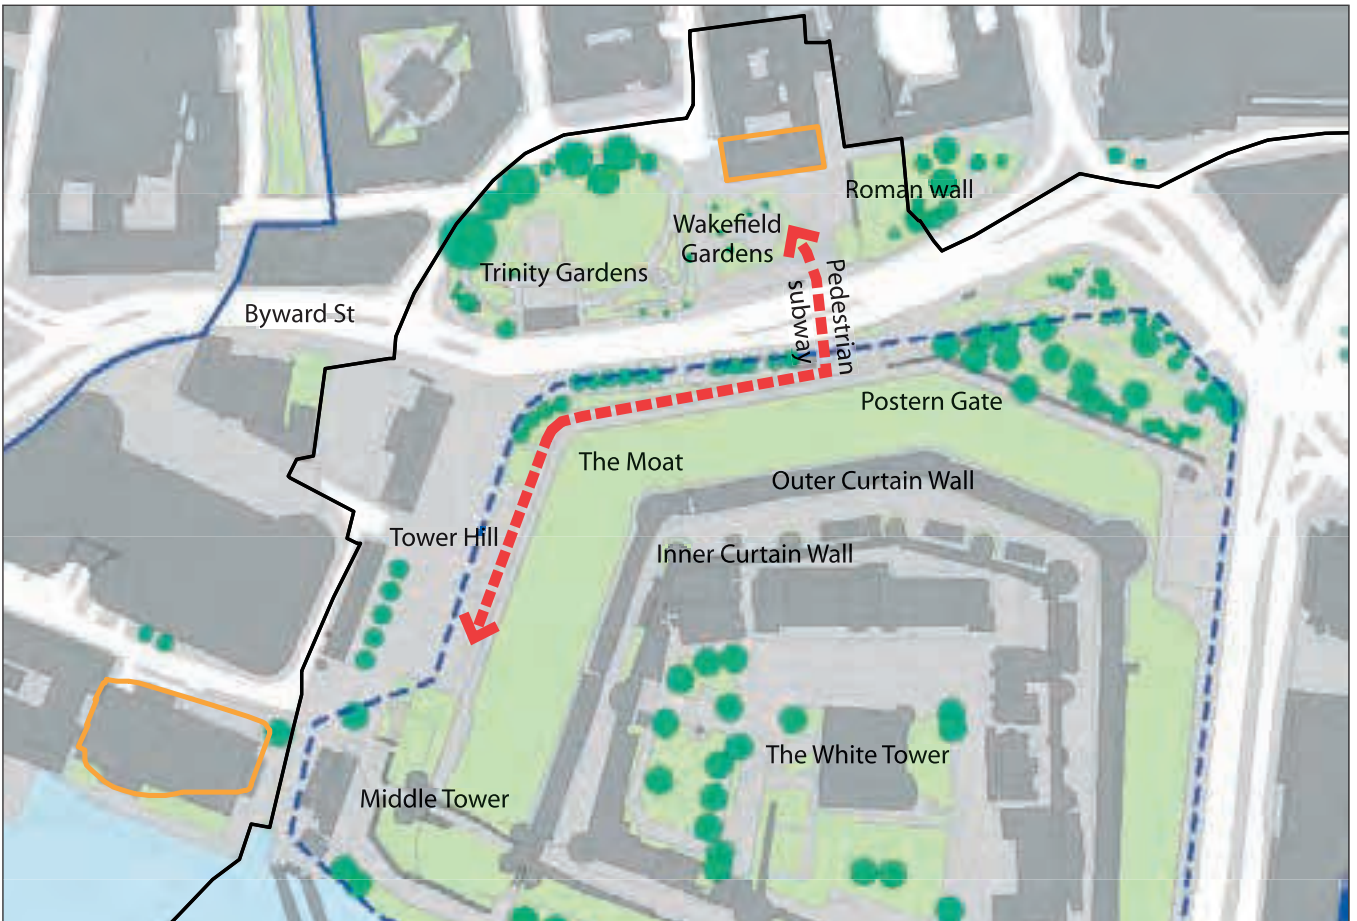 Roman wall
Wakefield
Gardens
Trinity Gardens
Pedestrian
subway
Byward St
Postern Gate
The Moat
Outer Curtain Wall
Tower Hill
Inner Curtain Wall
The White Tower
Middle Tower